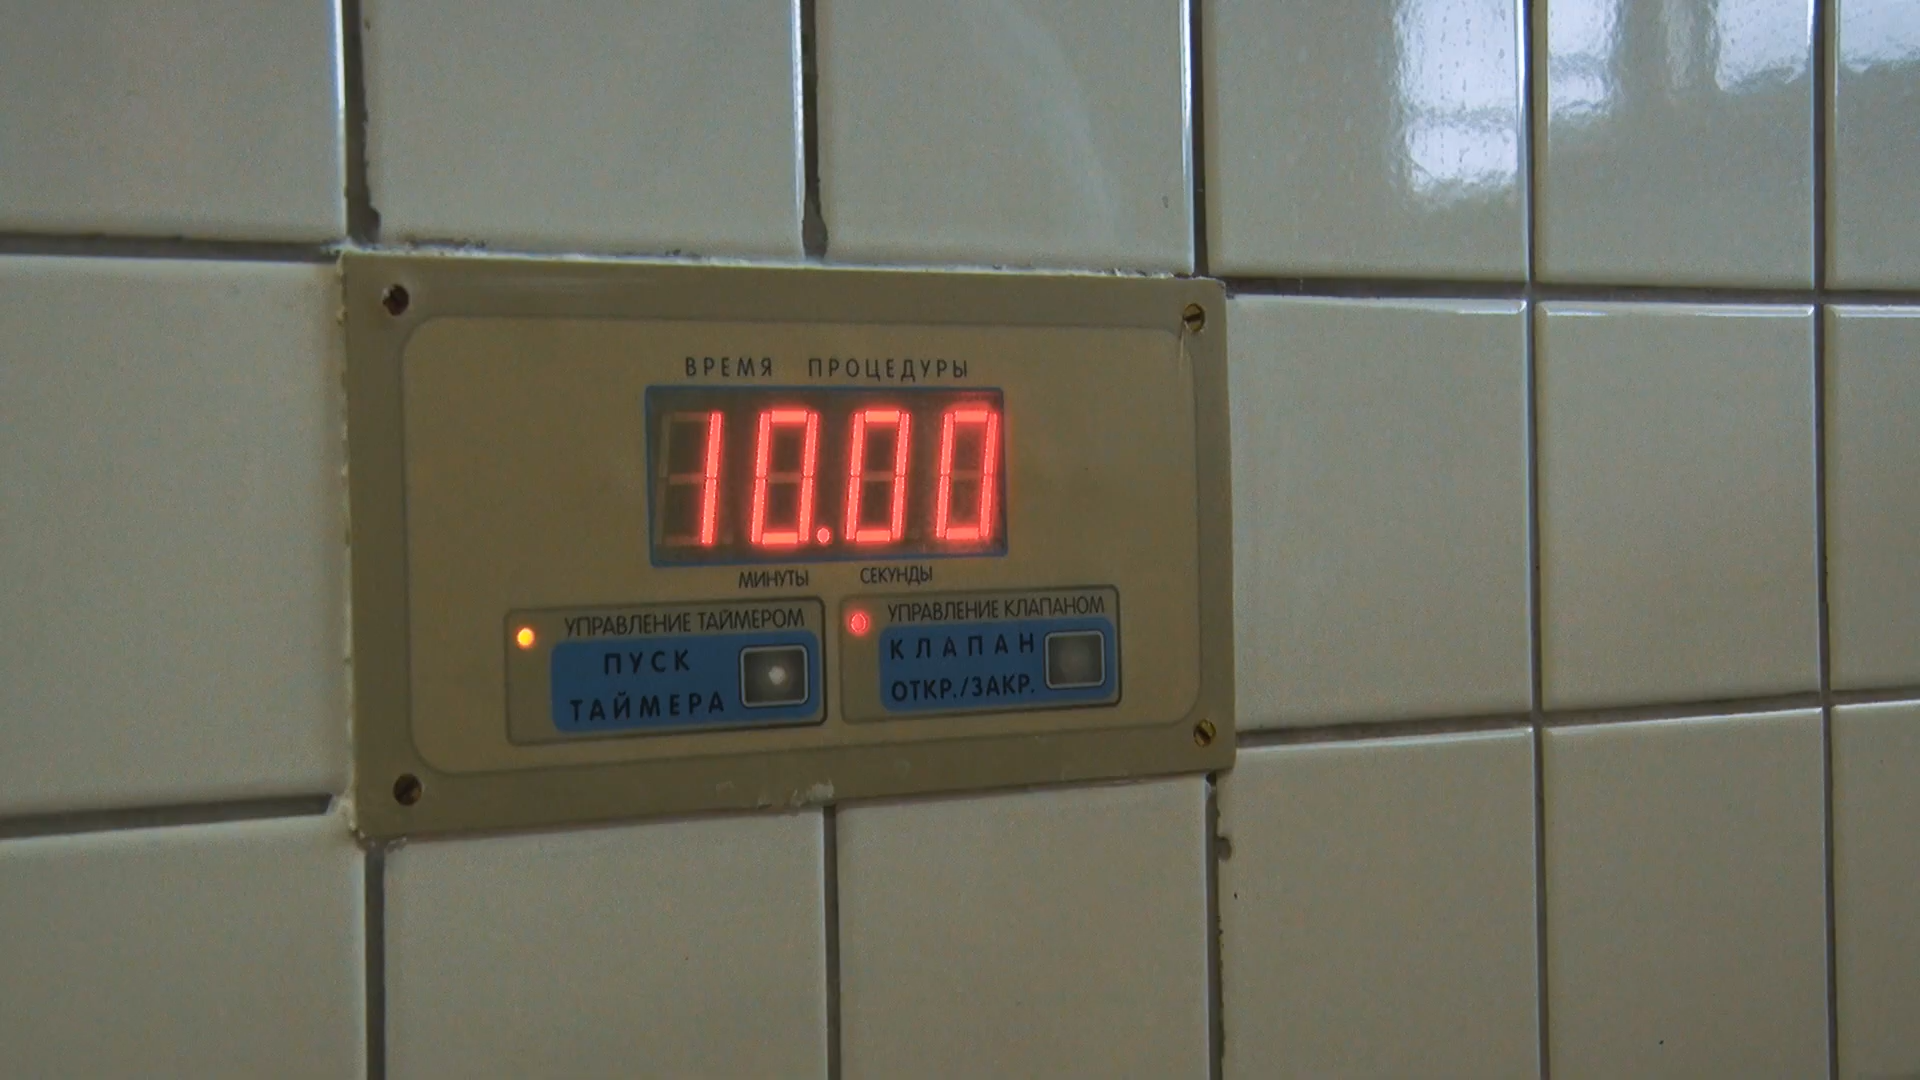 ВРЕМЯ ПРОЦЕДУРЫ
10.00
МИНУТЫ СЕКУНДЫ
УПРАВЛЕНИЕ ТАЙМЕРОМ
ПУСК
ТАЙМЕРА
УПРАВЛЕНИЕ КЛАПАНОМ
КЛАПАН
ОТКР./ЗАКР.